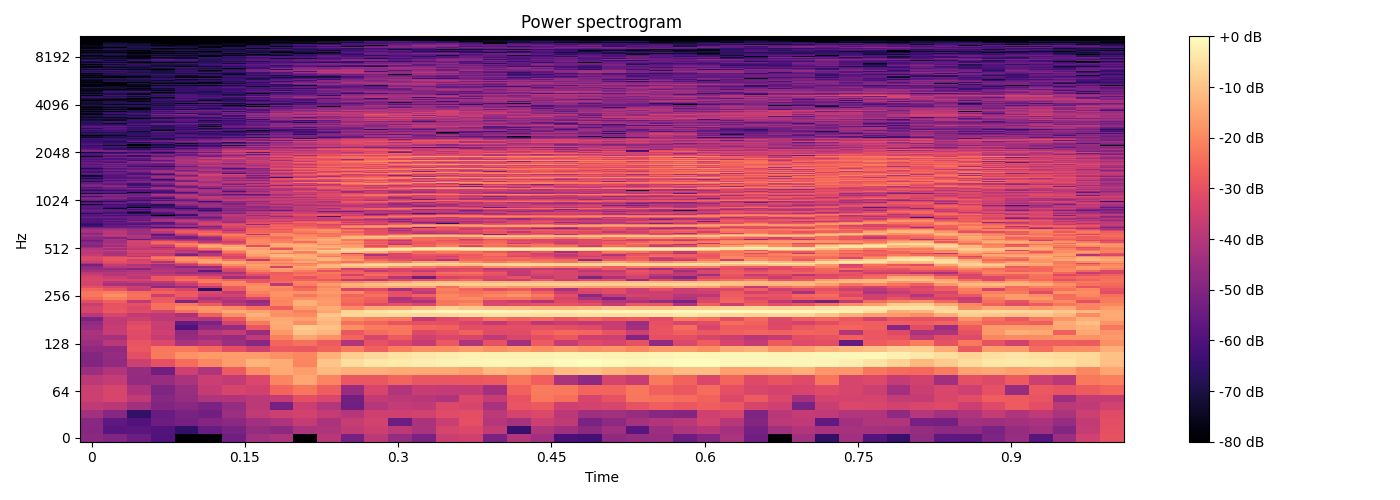 Power spectrogram
Hz
8192
4096
2048
1024
512
256
128
64
0
0 0.15 0.3 0.45 0.6 0.75 0.9
Time
+0 dB
-10 dB
-20 dB
-30 dB
-40 dB
-50 dB
-60 dB
-70 dB
-80 dB